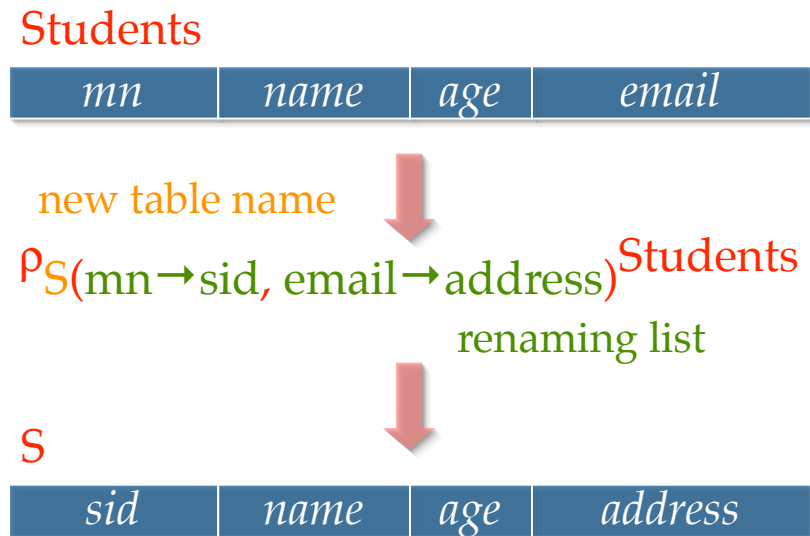 Students
mn name age email
new table name
ρS(mn→sid, email→address)Students
renaming list
S
sid name age address